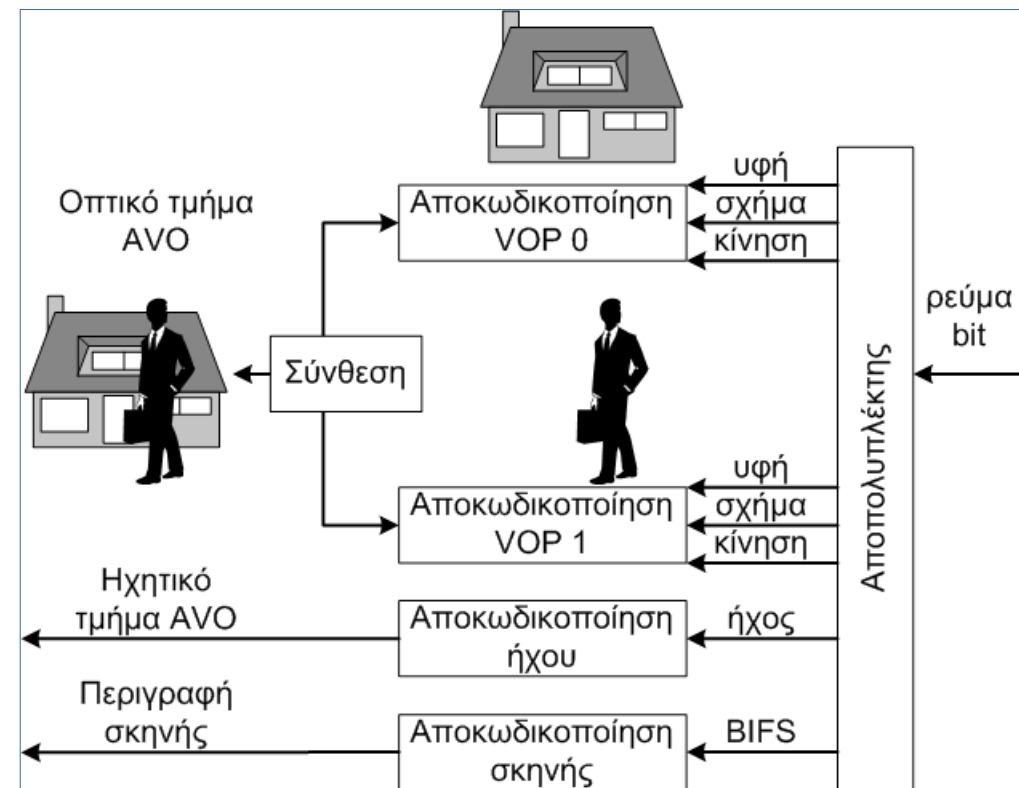 Οπτικό τμήμα
AVO
Αποκωδικοποίηση
VOP 0
υφή
σχήμα
κίνηση
ρεύμα
bit
Αποπολυπλέκτης
Σύνθεση
Αποκωδικοποίηση
VOP 1
υφή
σχήμα
κίνηση
Ηχητικό
τμήμα AVO
Αποκωδικοποίηση
ήχου
ήχος
Περιγραφή
σκηνής
Αποκωδικοποίηση
σκηνής
BIFS